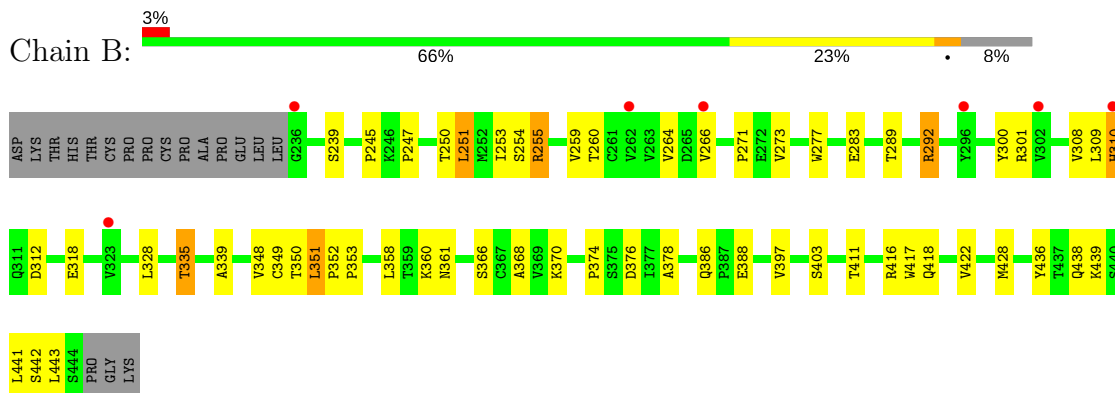 3%
Chain B:
66% 23% • 8%
ASP LYS THR HIS THR CYS PRO PRO CYS PRO ALA PRO GLU LEU LEU G236 S239 P245 K246 P247 T250 L251 M252 I253 S254 R255 V259 T260 C261 V262 V263 V264 D265 V266 P271 E272 V273 W277 E283 T289 R292 Y296 Y300 R301 V302 V308 L309 H310
Q311 D312 E318 V323 L328 T335 A339 V348 C349 T350 L351 P352 P353 L358 T359 K360 N361 S366 C367 A368 V369 K370 P374 S375 D376 I377 A378 Q386 P387 E388 V397 S403 T411 R416 W417 Q418 V422 M428 Y436 T437 Q438 K439 S440
L441 S442 L443 S444 PRO GLY LYS